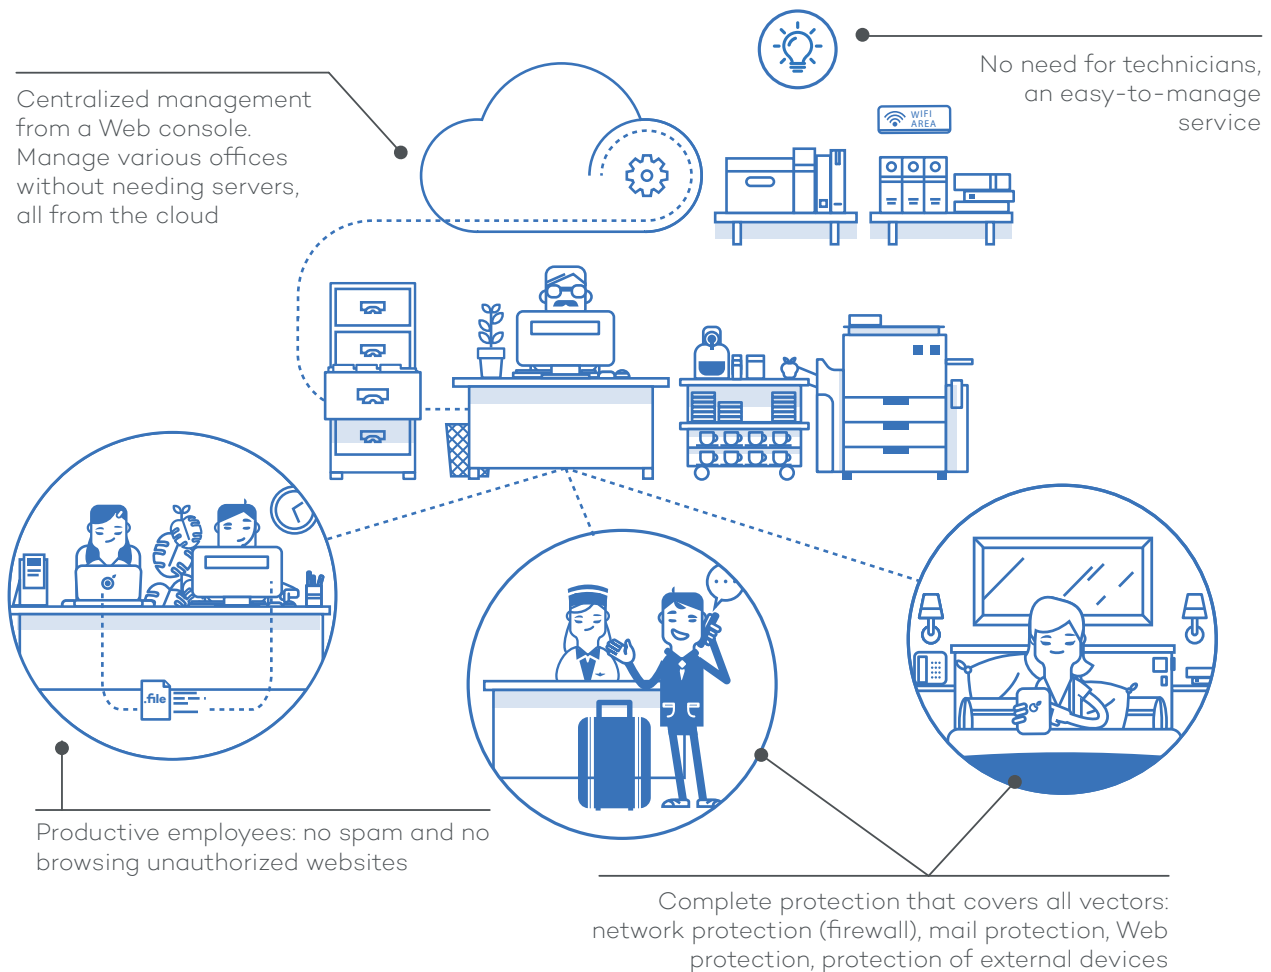 No need for technicians,
an easy-to-manage
service
Centralized management
from a Web console.
Manage various offices
without needing servers,
all from the cloud
WIFI
AREA
.file
Productive employees: no spam and no
browsing unauthorized websites
Complete protection that covers all vectors:
network protection (firewall), mail protection, Web
protection, protection of external devices